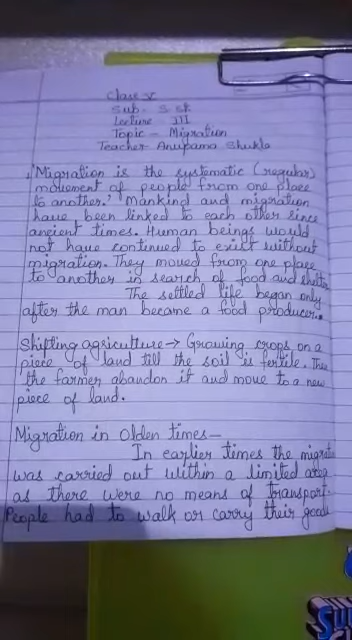 Class V
Sub- S.St.
Lecture III
Topic - Migration
Teacher- Anupama Shukla
"Migration is the systematic (regular)
movement of people from one place
to another." Mankind and migration
have been linked to each other since
ancient times. Human beings would
not have continued to exist without
migration. They moved from one place
to another in search of food and shelter
The settled life began only
after the man became a food producer.
Shifting agriculture → Growing crops on a
piece of land till the soil is fertile. Then
the farmer abandon it and move to a new
piece of land.
Migration in Olden times-
In earlier times the migrati
was carried out within a limited area
as there were no means of transport.
People had to walk or carry their goods